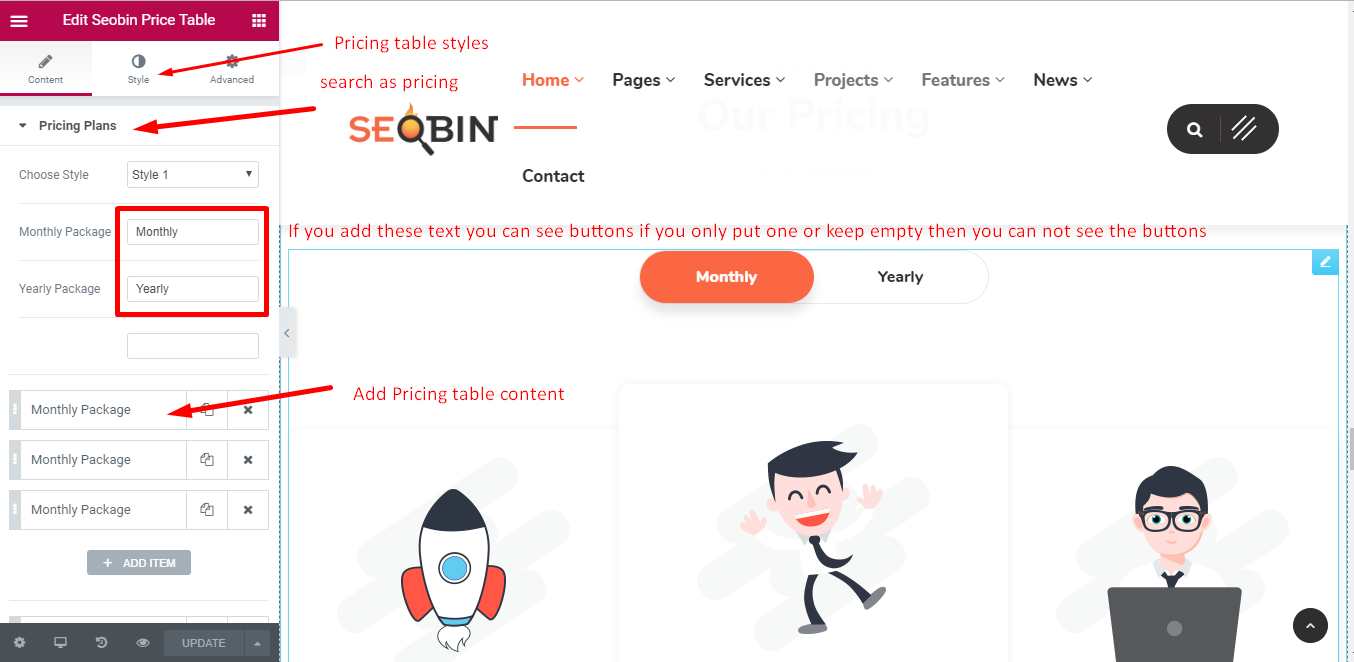 Edit Seobin Price Table
Content
Style
Advanced
Pricing table styles
search as pricing
Pricing Plans
Choose Style
Style 1
Monthly Package
Monthly
Yearly Package
Yearly
Monthly Package
Monthly Package
Monthly Package
ADD ITEM
UPDATE
Home
Pages
Services
Projects
Features
News
Our Pricing
SEOBIN
Contact
If you add these text you can see buttons if you only put one or keep empty then you can not see the buttons
Monthly
Yearly
Add Pricing table content